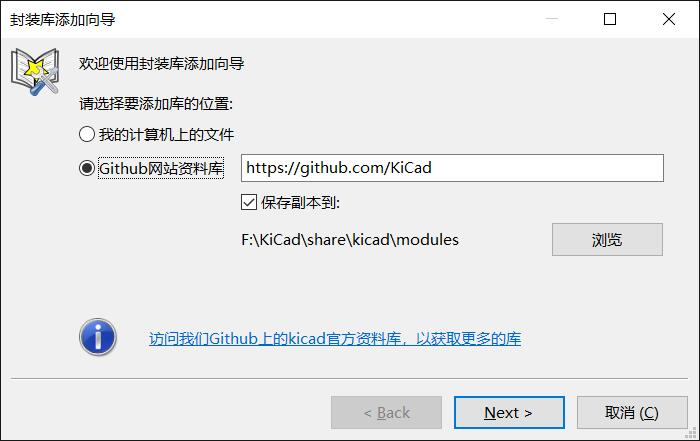 封装库添加向导
欢迎使用封装库添加向导
请选择要添加库的位置:
我的计算机上的文件
Github网站资料库 https://github.com/KiCad
保存副本到:
F:\KiCad\share\kicad\modules 浏览
访问我们Github上的kicad官方资料库，以获取更多的库
< Back Next > 取消 (C)